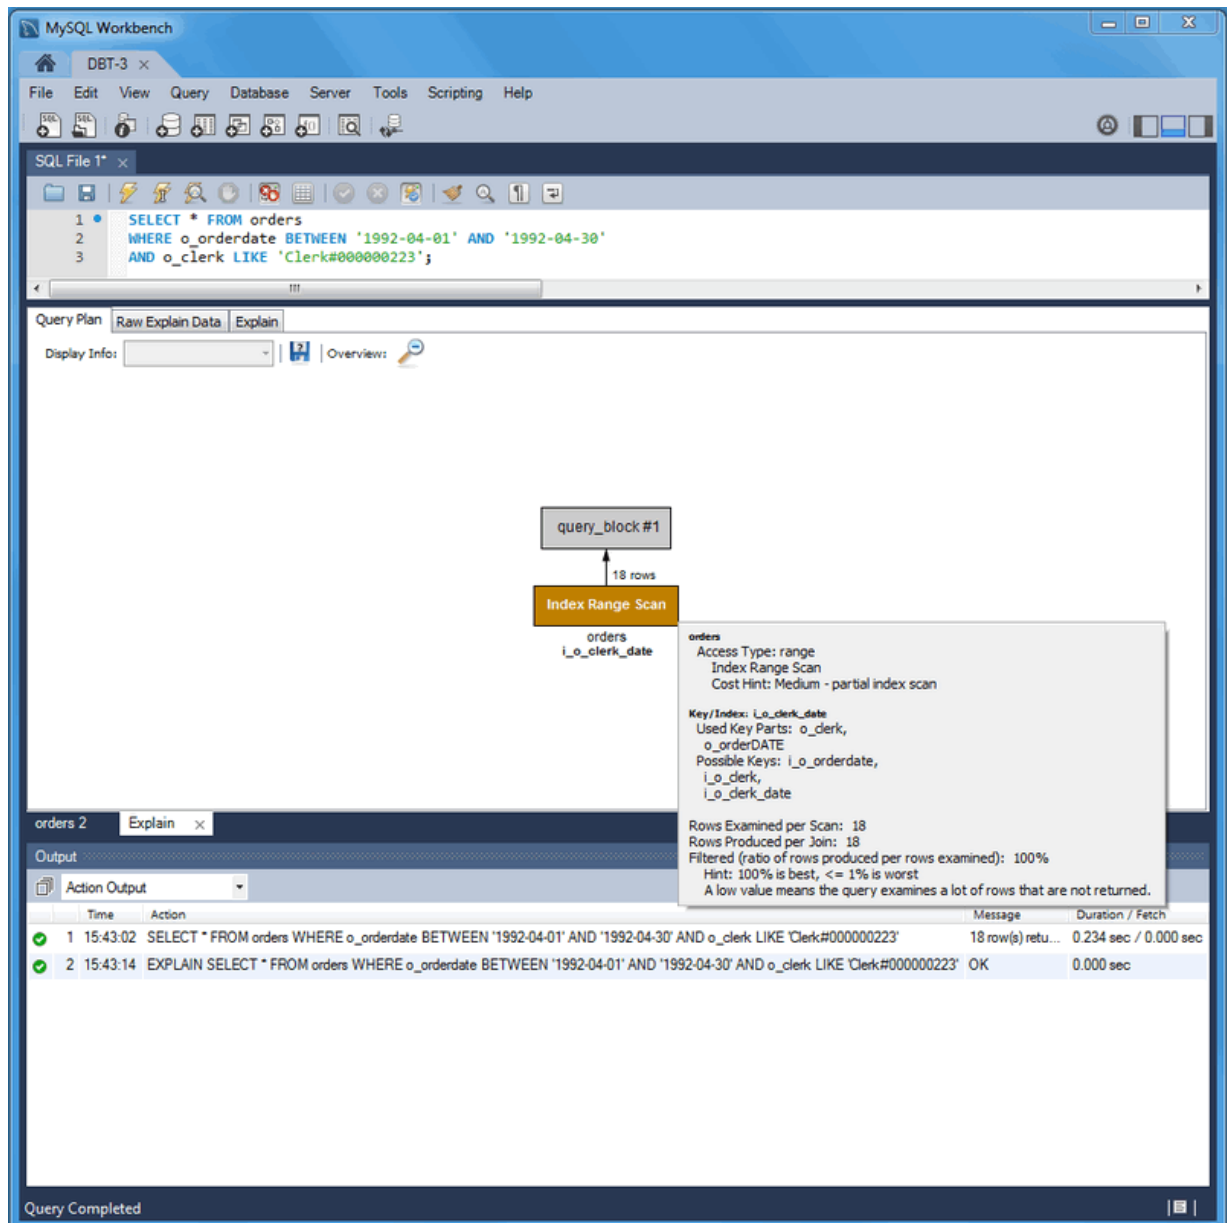 MySQL Workbench
DBT-3
File Edit View Query Database Server Tools Scripting Help
SQL File 1*
1 SELECT * FROM orders
2 WHERE o_orderdate BETWEEN '1992-04-01' AND '1992-04-30'
3 AND o_clerk LIKE 'Clerk#000000223';
Query Plan Raw Explain Data Explain
Display Info: Overview:
query_block #1
18 rows
Index Range Scan
orders
i_o_clerk_date
orders
Access Type: range
Index Range Scan
Cost Hint: Medium - partial index scan
Key/Index: i_o_clerk_date
Used Key Parts: o_clerk,
o_orderDATE
Possible Keys: i_o_orderdate,
i_o_clerk,
i_o_clerk_date
Rows Examined per Scan: 18
Rows Produced per Join: 18
Filtered (ratio of rows produced per rows examined): 100%
Hint: 100% is best, <= 1% is worst
A low value means the query examines a lot of rows that are not returned.
orders 2 Explain
Output
Action Output
Time Action Message Duration / Fetch
1 15:43:02 SELECT * FROM orders WHERE o_orderdate BETWEEN '1992-04-01' AND '1992-04-30' AND o_clerk LIKE 'Clerk#000000223' 18 row(s) retu... 0.234 sec / 0.000 sec
2 15:43:14 EXPLAIN SELECT * FROM orders WHERE o_orderdate BETWEEN '1992-04-01' AND '1992-04-30' AND o_clerk LIKE 'Clerk#000000223' OK 0.000 sec
Query Completed